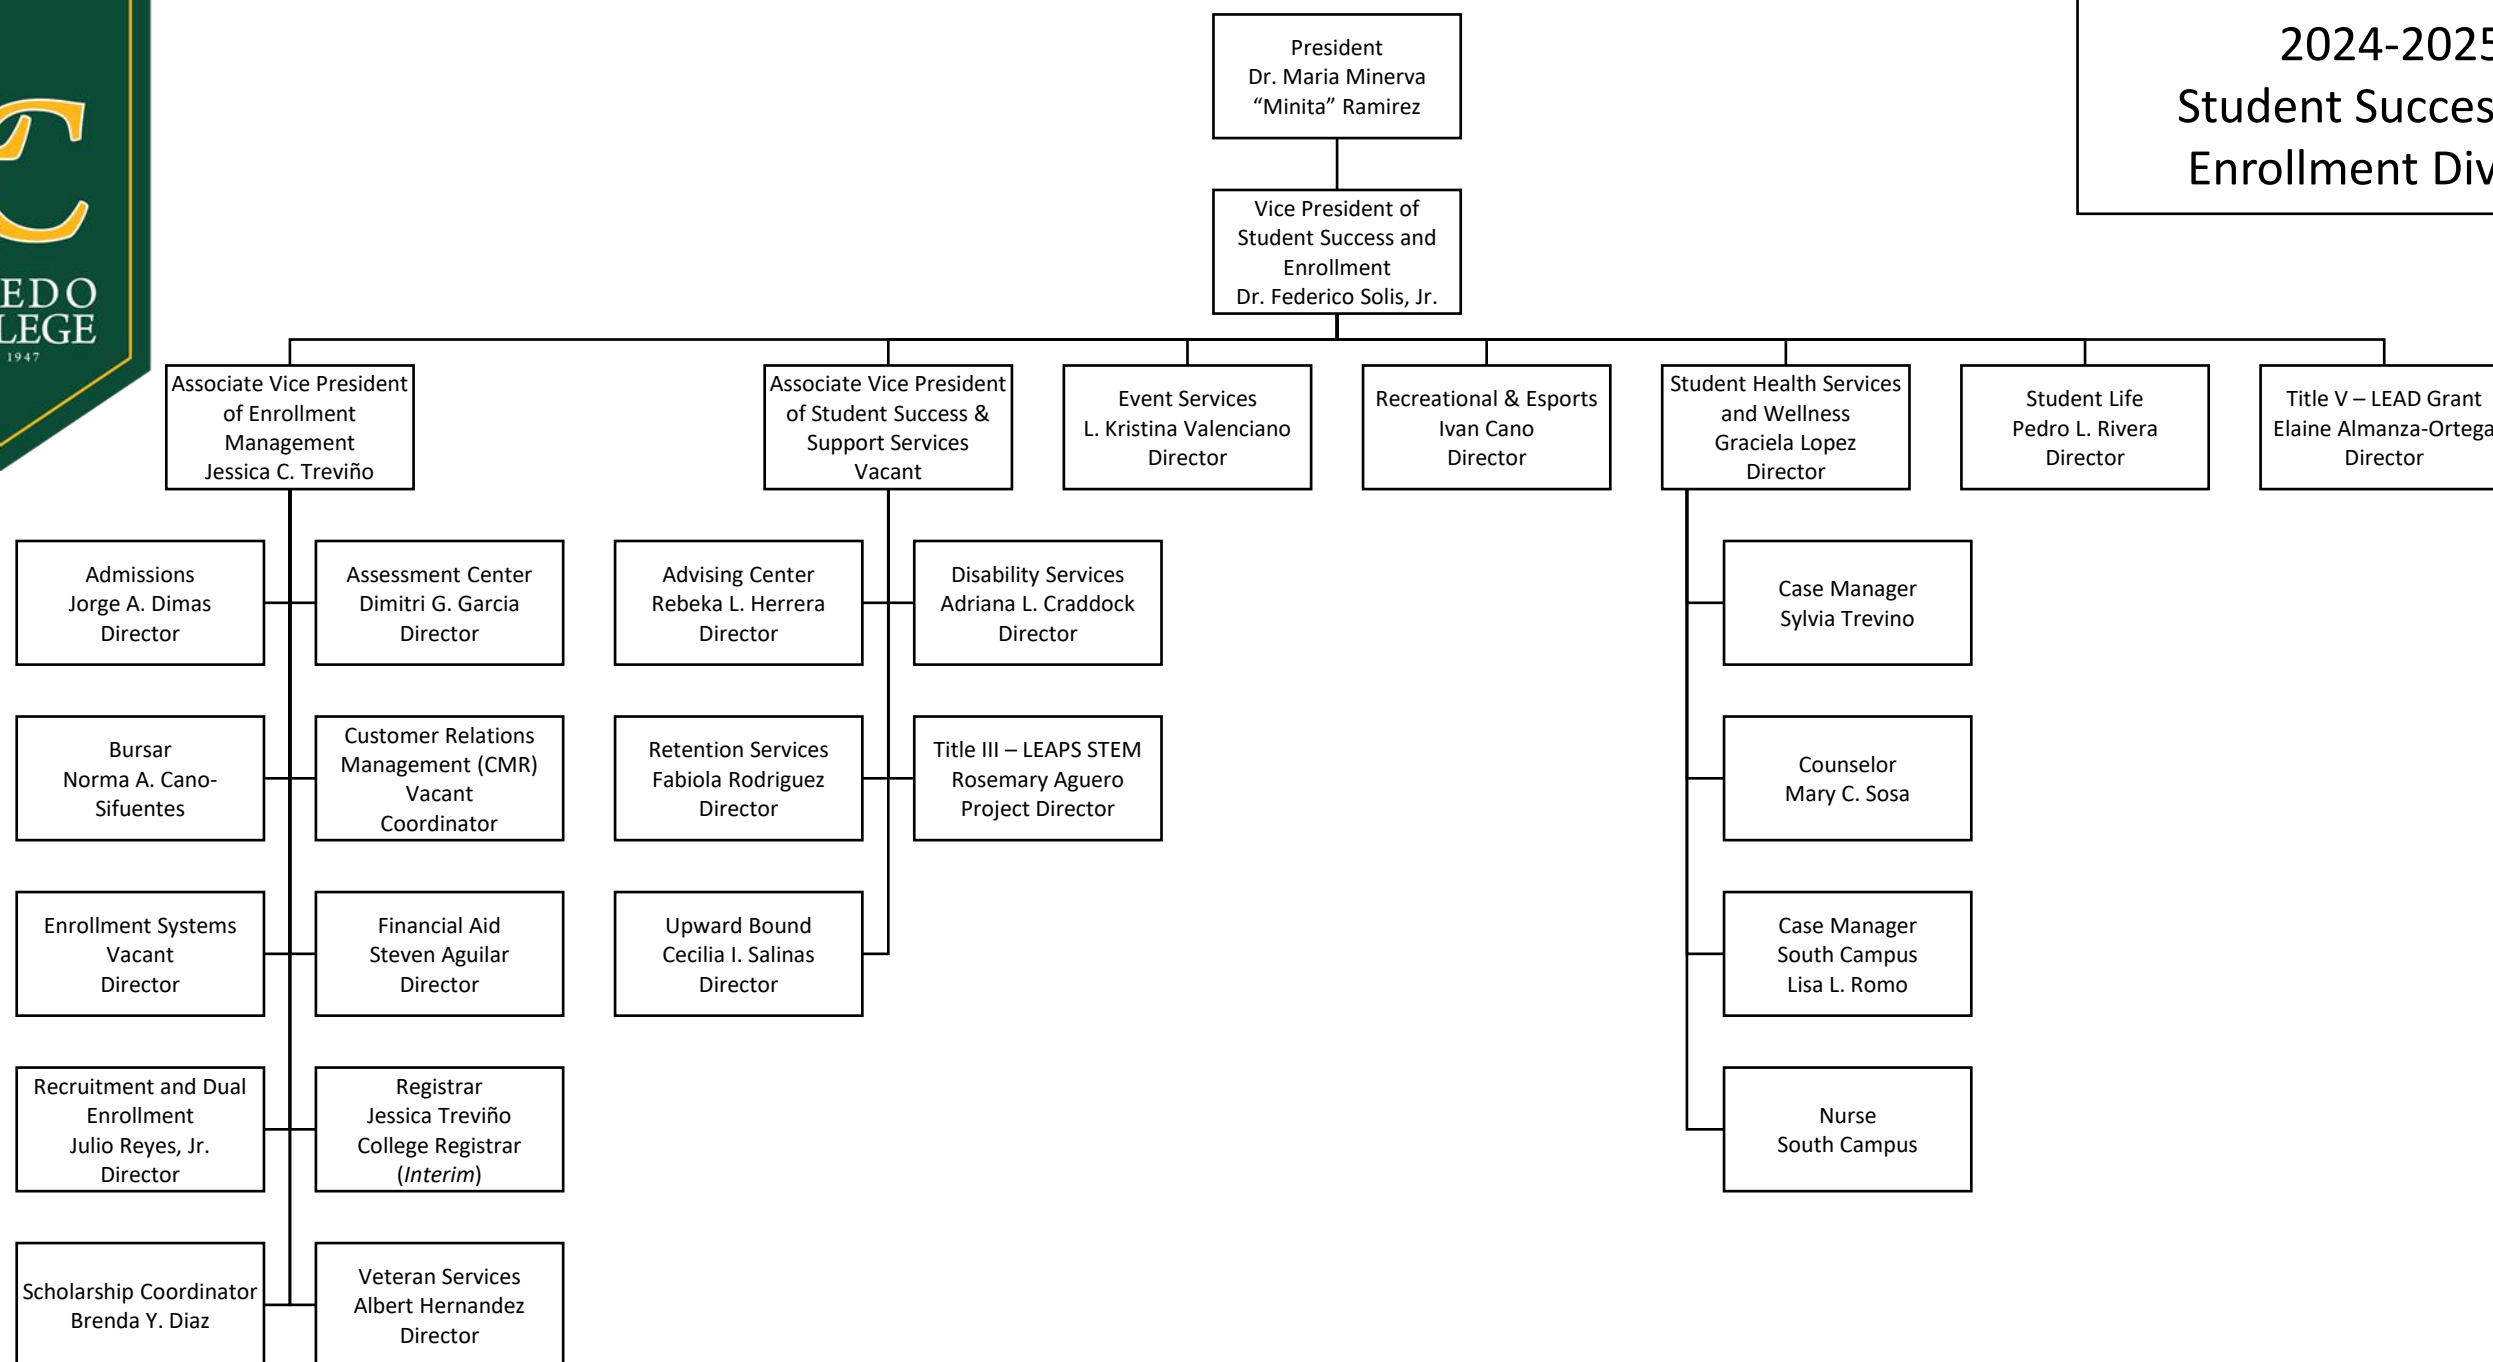 EDO
LEGE
1947
2024-2025
Student Succes
Enrollment Div
President
Dr. Maria Minerva
“Minita” Ramirez
Vice President of
Student Success and
Enrollment
Dr. Federico Solis, Jr.
Associate Vice President
of Enrollment
Management
Jessica C. Treviño
Associate Vice President
of Student Success &
Support Services
Vacant
Event Services
L. Kristina Valenciano
Director
Recreational & Esports
Ivan Cano
Director
Student Health Services
and Wellness
Graciela Lopez
Director
Student Life
Pedro L. Rivera
Director
Title V – LEAD Grant
Elaine Almanza-Ortega
Director
Admissions
Jorge A. Dimas
Director
Assessment Center
Dimitri G. Garcia
Director
Advising Center
Rebeka L. Herrera
Director
Disability Services
Adriana L. Craddock
Director
Case Manager
Sylvia Trevino
Bursar
Norma A. Cano-
Sifuentes
Customer Relations
Management (CMR)
Vacant
Coordinator
Retention Services
Fabiola Rodriguez
Director
Title III – LEAPS STEM
Rosemary Aguero
Project Director
Counselor
Mary C. Sosa
Enrollment Systems
Vacant
Director
Financial Aid
Steven Aguilar
Director
Upward Bound
Cecilia I. Salinas
Director
Case Manager
South Campus
Lisa L. Romo
Recruitment and Dual
Enrollment
Julio Reyes, Jr.
Director
Registrar
Jessica Treviño
College Registrar
(Interim)
Nurse
South Campus
Scholarship Coordinator
Brenda Y. Diaz
Veteran Services
Albert Hernandez
Director